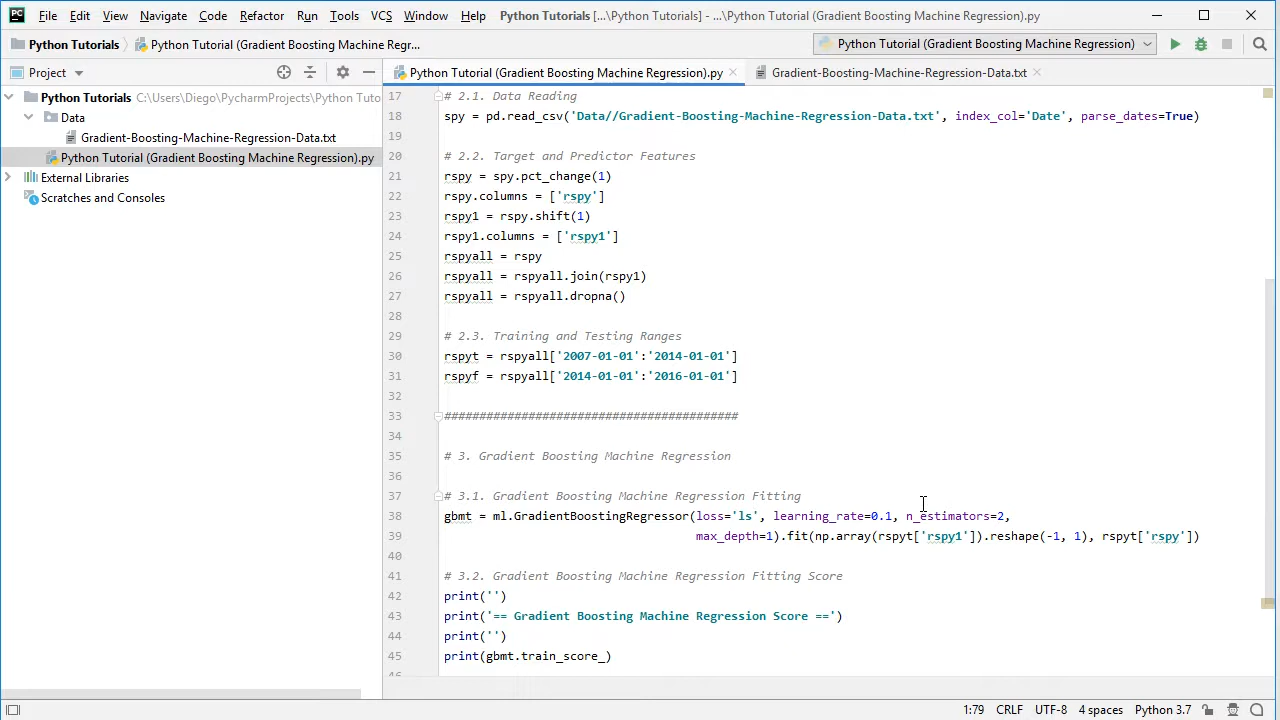 PC File Edit View Navigate Code Refactor Run Tools VCS Window Help Python Tutorials [...\Python Tutorials] - ...\Python Tutorial (Gradient Boosting Machine Regression).py
Python Tutorials Python Tutorial (Gradient Boosting Machine Regr... Python Tutorial (Gradient Boosting Machine Regression)
Project Python Tutorial (Gradient Boosting Machine Regression).py Gradient-Boosting-Machine-Regression-Data.txt
Python Tutorials C:\Users\Diego\PycharmProjects\Python Tuto
Data
Gradient-Boosting-Machine-Regression-Data.txt
Python Tutorial (Gradient Boosting Machine Regression).py
External Libraries
Scratches and Consoles
17 # 2.1. Data Reading
18 spy = pd.read_csv('Data//Gradient-Boosting-Machine-Regression-Data.txt', index_col='Date', parse_dates=True)
19
20 # 2.2. Target and Predictor Features
21 rspy = spy.pct_change(1)
22 rspy.columns = ['rspy']
23 rspy1 = rspy.shift(1)
24 rspy1.columns = ['rspy1']
25 rspyall = rspy
26 rspyall = rspyall.join(rspy1)
27 rspyall = rspyall.dropna()
28
29 # 2.3. Training and Testing Ranges
30 rspyt = rspyall['2007-01-01':'2014-01-01']
31 rspyf = rspyall['2014-01-01':'2016-01-01']
32
33 ##########################################
34
35 # 3. Gradient Boosting Machine Regression
36
37 # 3.1. Gradient Boosting Machine Regression Fitting
38 gbmt = ml.GradientBoostingRegressor(loss='ls', learning_rate=0.1, n_estimators=2,
39 max_depth=1).fit(np.array(rspyt['rspy1']).reshape(-1, 1), rspyt['rspy'])
40
41 # 3.2. Gradient Boosting Machine Regression Fitting Score
42 print('')
43 print('== Gradient Boosting Machine Regression Score ==')
44 print('')
45 print(gbmt.train_score_)
46
1:79 CRLF UTF-8 4 spaces Python 3.7